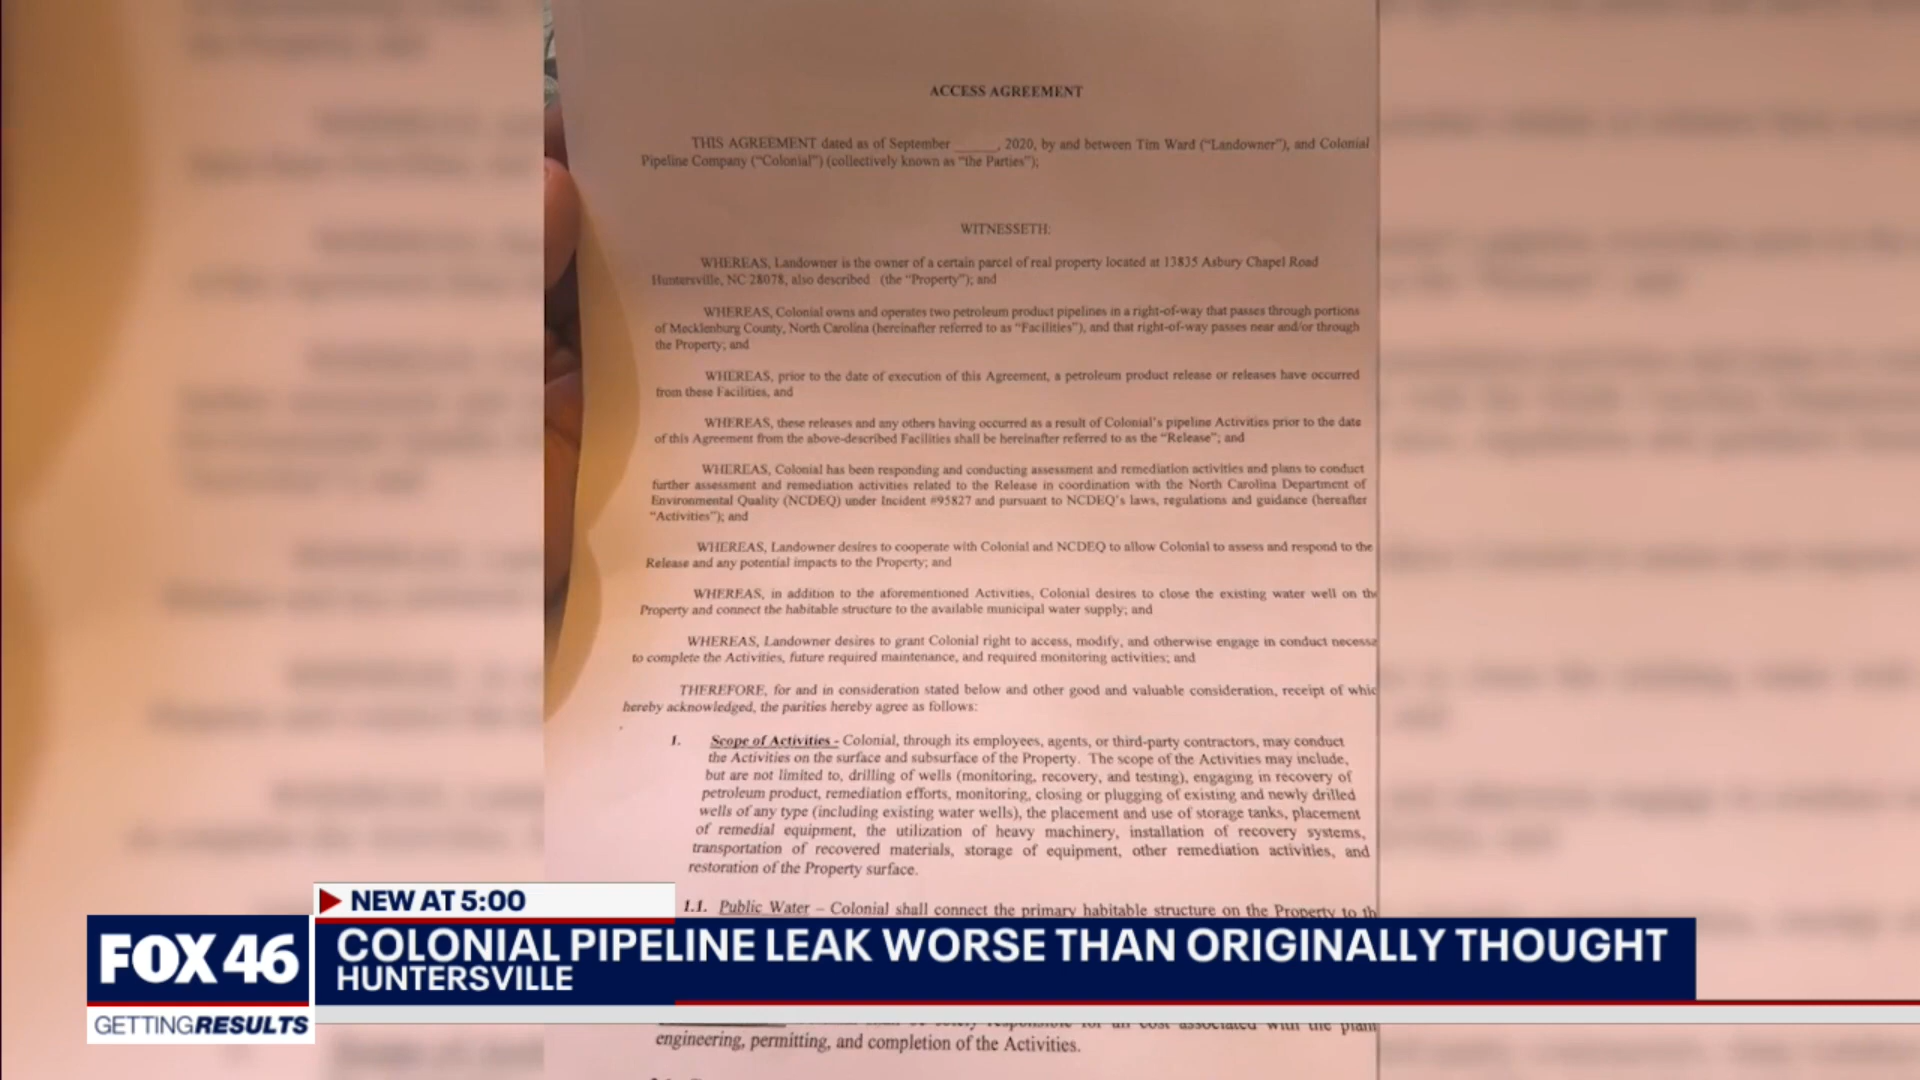 ACCESS AGREEMENT
THIS AGREEMENT dated as of September ______, 2020, by and between Tim Ward (“Landowner”), and Colonial
Pipeline Company (“Colonial”) (collectively known as “the Parties”);
WITNESSETH:
WHEREAS, Landowner is the owner of a certain parcel of real property located at 13835 Asbury Chapel Road
Huntersville, NC 28078, also described (the “Property”); and
WHEREAS, Colonial owns and operates two petroleum product pipelines in a right-of-way that passes through portions
of Mecklenburg County, North Carolina (hereinafter referred to as “Facilities”), and that right-of-way passes near and/or through
the Property; and
WHEREAS, prior to the date of execution of this Agreement, a petroleum product release or releases have occurred
from these Facilities, and
WHEREAS, these releases and any others having occurred as a result of Colonial’s pipeline Activities prior to the date
of this Agreement from the above-described Facilities shall be hereinafter referred to as the “Release”; and
WHEREAS, Colonial has been responding and conducting assessment and remediation activities and plans to conduct
further assessment and remediation activities related to the Release in coordination with the North Carolina Department of
Environmental Quality (NCDEQ) under Incident #95827 and pursuant to NCDEQ’s laws, regulations and guidance (hereafter
“Activities”); and
WHEREAS, Landowner desires to cooperate with Colonial and NCDEQ to allow Colonial to assess and respond to the
Release and any potential impacts to the Property; and
WHEREAS, in addition to the aforementioned Activities, Colonial desires to close the existing water well on the
Property and connect the habitable structure to the available municipal water supply; and
WHEREAS, Landowner desires to grant Colonial right to access, modify, and otherwise engage in conduct necessa
to complete the Activities, future required maintenance, and required monitoring activities; and
THEREFORE, for and in consideration stated below and other good and valuable consideration, receipt of whic
hereby acknowledged, the parities hereby agree as follows:
1. Scope of Activities - Colonial, through its employees, agents, or third-party contractors, may conduct
the Activities on the surface and subsurface of the Property. The scope of the Activities may include,
but are not limited to, drilling of wells (monitoring, recovery, and testing), engaging in recovery of
petroleum product, remediation efforts, monitoring, closing or plugging of existing and newly drilled
wells of any type (including existing water wells), the placement and use of storage tanks, placement
of remedial equipment, the utilization of heavy machinery, installation of recovery systems,
transportation of recovered materials, storage of equipment, other remediation activities, and
restoration of the Property surface.
1.1. Public Water – Colonial shall connect the primary habitable structure on the Property to th
NEW AT 5:00
FOX 46
COLONIAL PIPELINE LEAK WORSE THAN ORIGINALLY THOUGHT
HUNTERSVILLE
GETTING RESULTS
responsible for all cost associated with the plann
engineering, permitting, and completion of the Activities.